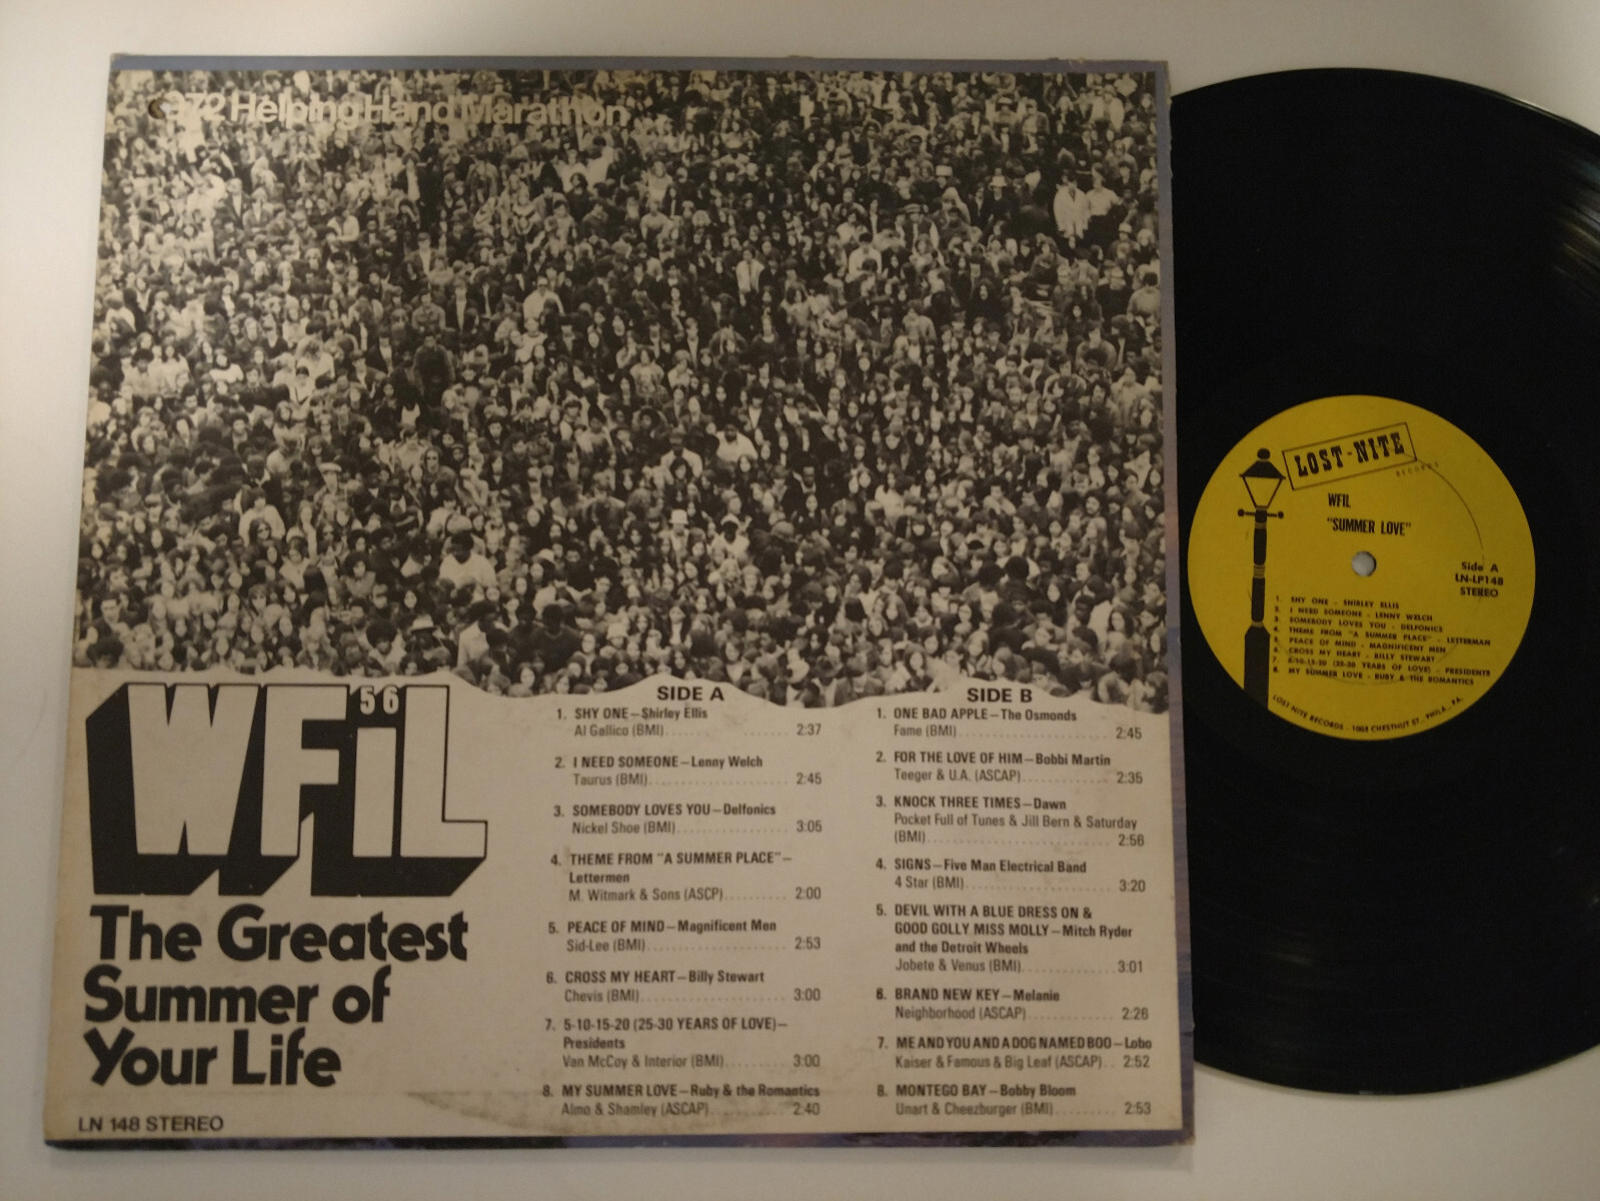 1972 Helping Hand Marathon
WFiL
56
The Greatest
Summer of
Your Life
LN 148 STEREO
SIDE A
1. SHY ONE—Shirley Ellis
Al Gallico (BMI) 2:37
2. I NEED SOMEONE—Lenny Welch
Taurus (BMI) 2:45
3. SOMEBODY LOVES YOU—Delfonics
Nickel Shoe (BMI) 3:05
4. THEME FROM "A SUMMER PLACE"—
Lettermen
M. Witmark & Sons (ASCP) 2:00
5. PEACE OF MIND—Magnificent Men
Sid-Lee (BMI) 2:53
6. CROSS MY HEART—Billy Stewart
Chevis (BMI) 3:00
7. 5-10-15-20 (25-30 YEARS OF LOVE)—
Presidents
Van McCoy & Interior (BMI) 3:00
8. MY SUMMER LOVE—Ruby & the Romantics
Almo & Shamley (ASCAP) 2:40
SIDE B
1. ONE BAD APPLE—The Osmonds
Fame (BMI) 2:45
2. FOR THE LOVE OF HIM—Bobbi Martin
Teeger & U.A. (ASCAP) 2:35
3. KNOCK THREE TIMES—Dawn
Pocket Full of Tunes & Jill Bern & Saturday
(BMI) 2:56
4. SIGNS—Five Man Electrical Band
4 Star (BMI) 3:20
5. DEVIL WITH A BLUE DRESS ON &
GOOD GOLLY MISS MOLLY—Mitch Ryder
and the Detroit Wheels
Jobete & Venus (BMI) 3:01
6. BRAND NEW KEY—Melanie
Neighborhood (ASCAP) 2:26
7. ME AND YOU AND A DOG NAMED BOO—Lobo
Kaiser & Famous & Big Leaf (ASCAP) 2:52
8. MONTEGO BAY—Bobby Bloom
Unart & Cheezburger (BMI) 2:53
LOST-NITE
RECORDS
WFIL
"SUMMER LOVE"
Side A
LN-LP148
STEREO
1. SHY ONE - SHIRLEY ELLIS
2. I NEED SOMEONE - LENNY WELCH
3. SOMEBODY LOVES YOU - DELFONICS
4. THEME FROM "A SUMMER PLACE" - LETTERMAN
5. PEACE OF MIND - MAGNIFICENT MEN
6. CROSS MY HEART - BILLY STEWART
7. 5-10-15-20 (25-30 YEARS OF LOVE) - PRESIDENTS
8. MY SUMMER LOVE - RUBY & THE ROMANTICS
LOST NITE RECORDS - 1058 CHESTNUT ST., PHILA., PA.